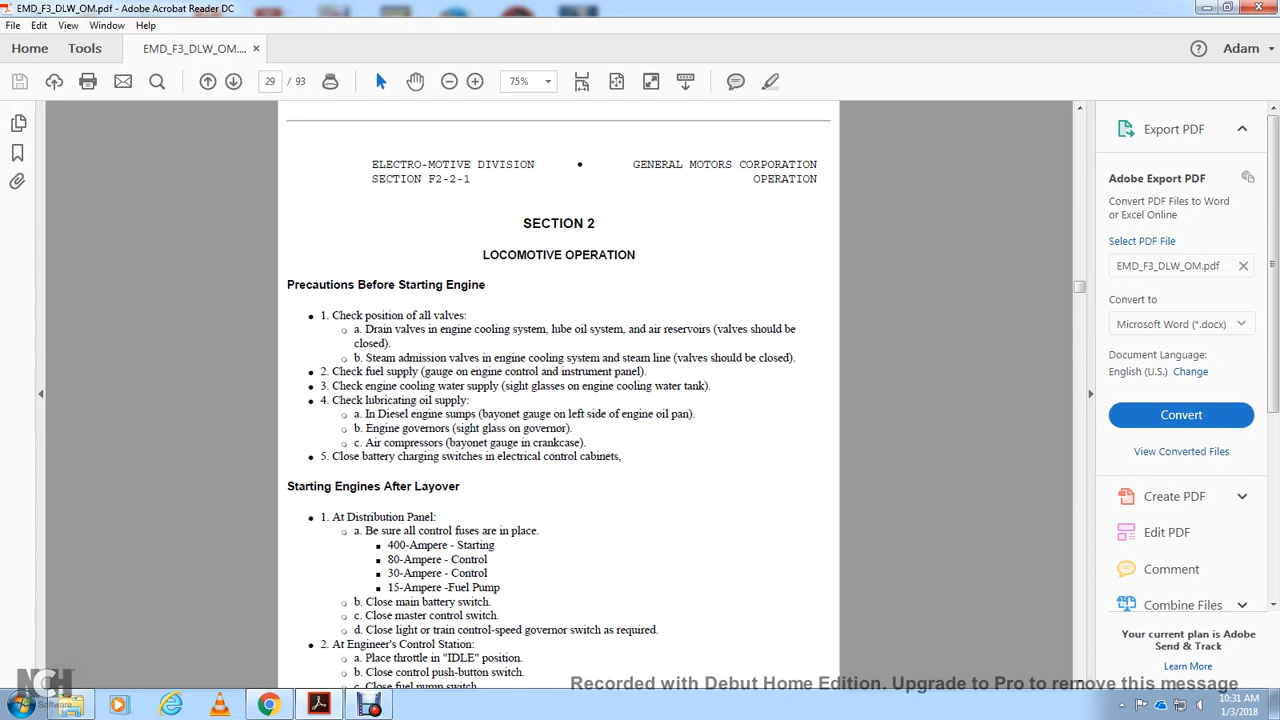 EMD_F3_DLW_OM.pdf - Adobe Acrobat Reader DC
File Edit View Window Help
Home Tools EMD_F3_DLW_OM.... ×
Adam
29 / 93
75%
ELECTRO-MOTIVE DIVISION • GENERAL MOTORS CORPORATION
SECTION F2-2-1 OPERATION
SECTION 2
LOCOMOTIVE OPERATION
Precautions Before Starting Engine
1. Check position of all valves:
a. Drain valves in engine cooling system, lube oil system, and air reservoirs (valves should be
closed).
b. Steam admission valves in engine cooling system and steam line (valves should be closed).
2. Check fuel supply (gauge on engine control and instrument panel).
3. Check engine cooling water supply (sight glasses on engine cooling water tank).
4. Check lubricating oil supply:
a. In Diesel engine sumps (bayonet gauge on left side of engine oil pan).
b. Engine governors (sight glass on governor).
c. Air compressors (bayonet gauge in crankcase).
5. Close battery charging switches in electrical control cabinets,
Starting Engines After Layover
1. At Distribution Panel:
a. Be sure all control fuses are in place.
400-Ampere - Starting
80-Ampere - Control
30-Ampere - Control
15-Ampere -Fuel Pump
b. Close main battery switch.
c. Close master control switch.
d. Close light or train control-speed governor switch as required.
2. At Engineer's Control Station:
a. Place throttle in "IDLE" position.
b. Close control push-button switch.
c. Close fuel pump switch.
Export PDF
Adobe Export PDF
Convert PDF Files to Word
or Excel Online
Select PDF File
EMD_F3_DLW_OM.pdf
Convert to
Microsoft Word (*.docx)
Document Language:
English (U.S.) Change
Convert
View Converted Files
Create PDF
Edit PDF
Comment
Combine Files
Your current plan is Adobe
Send & Track
Learn More
NCH
Software
Recorded with Debut Home Edition. Upgrade to Pro to remove this message
10:31 AM
1/3/2018